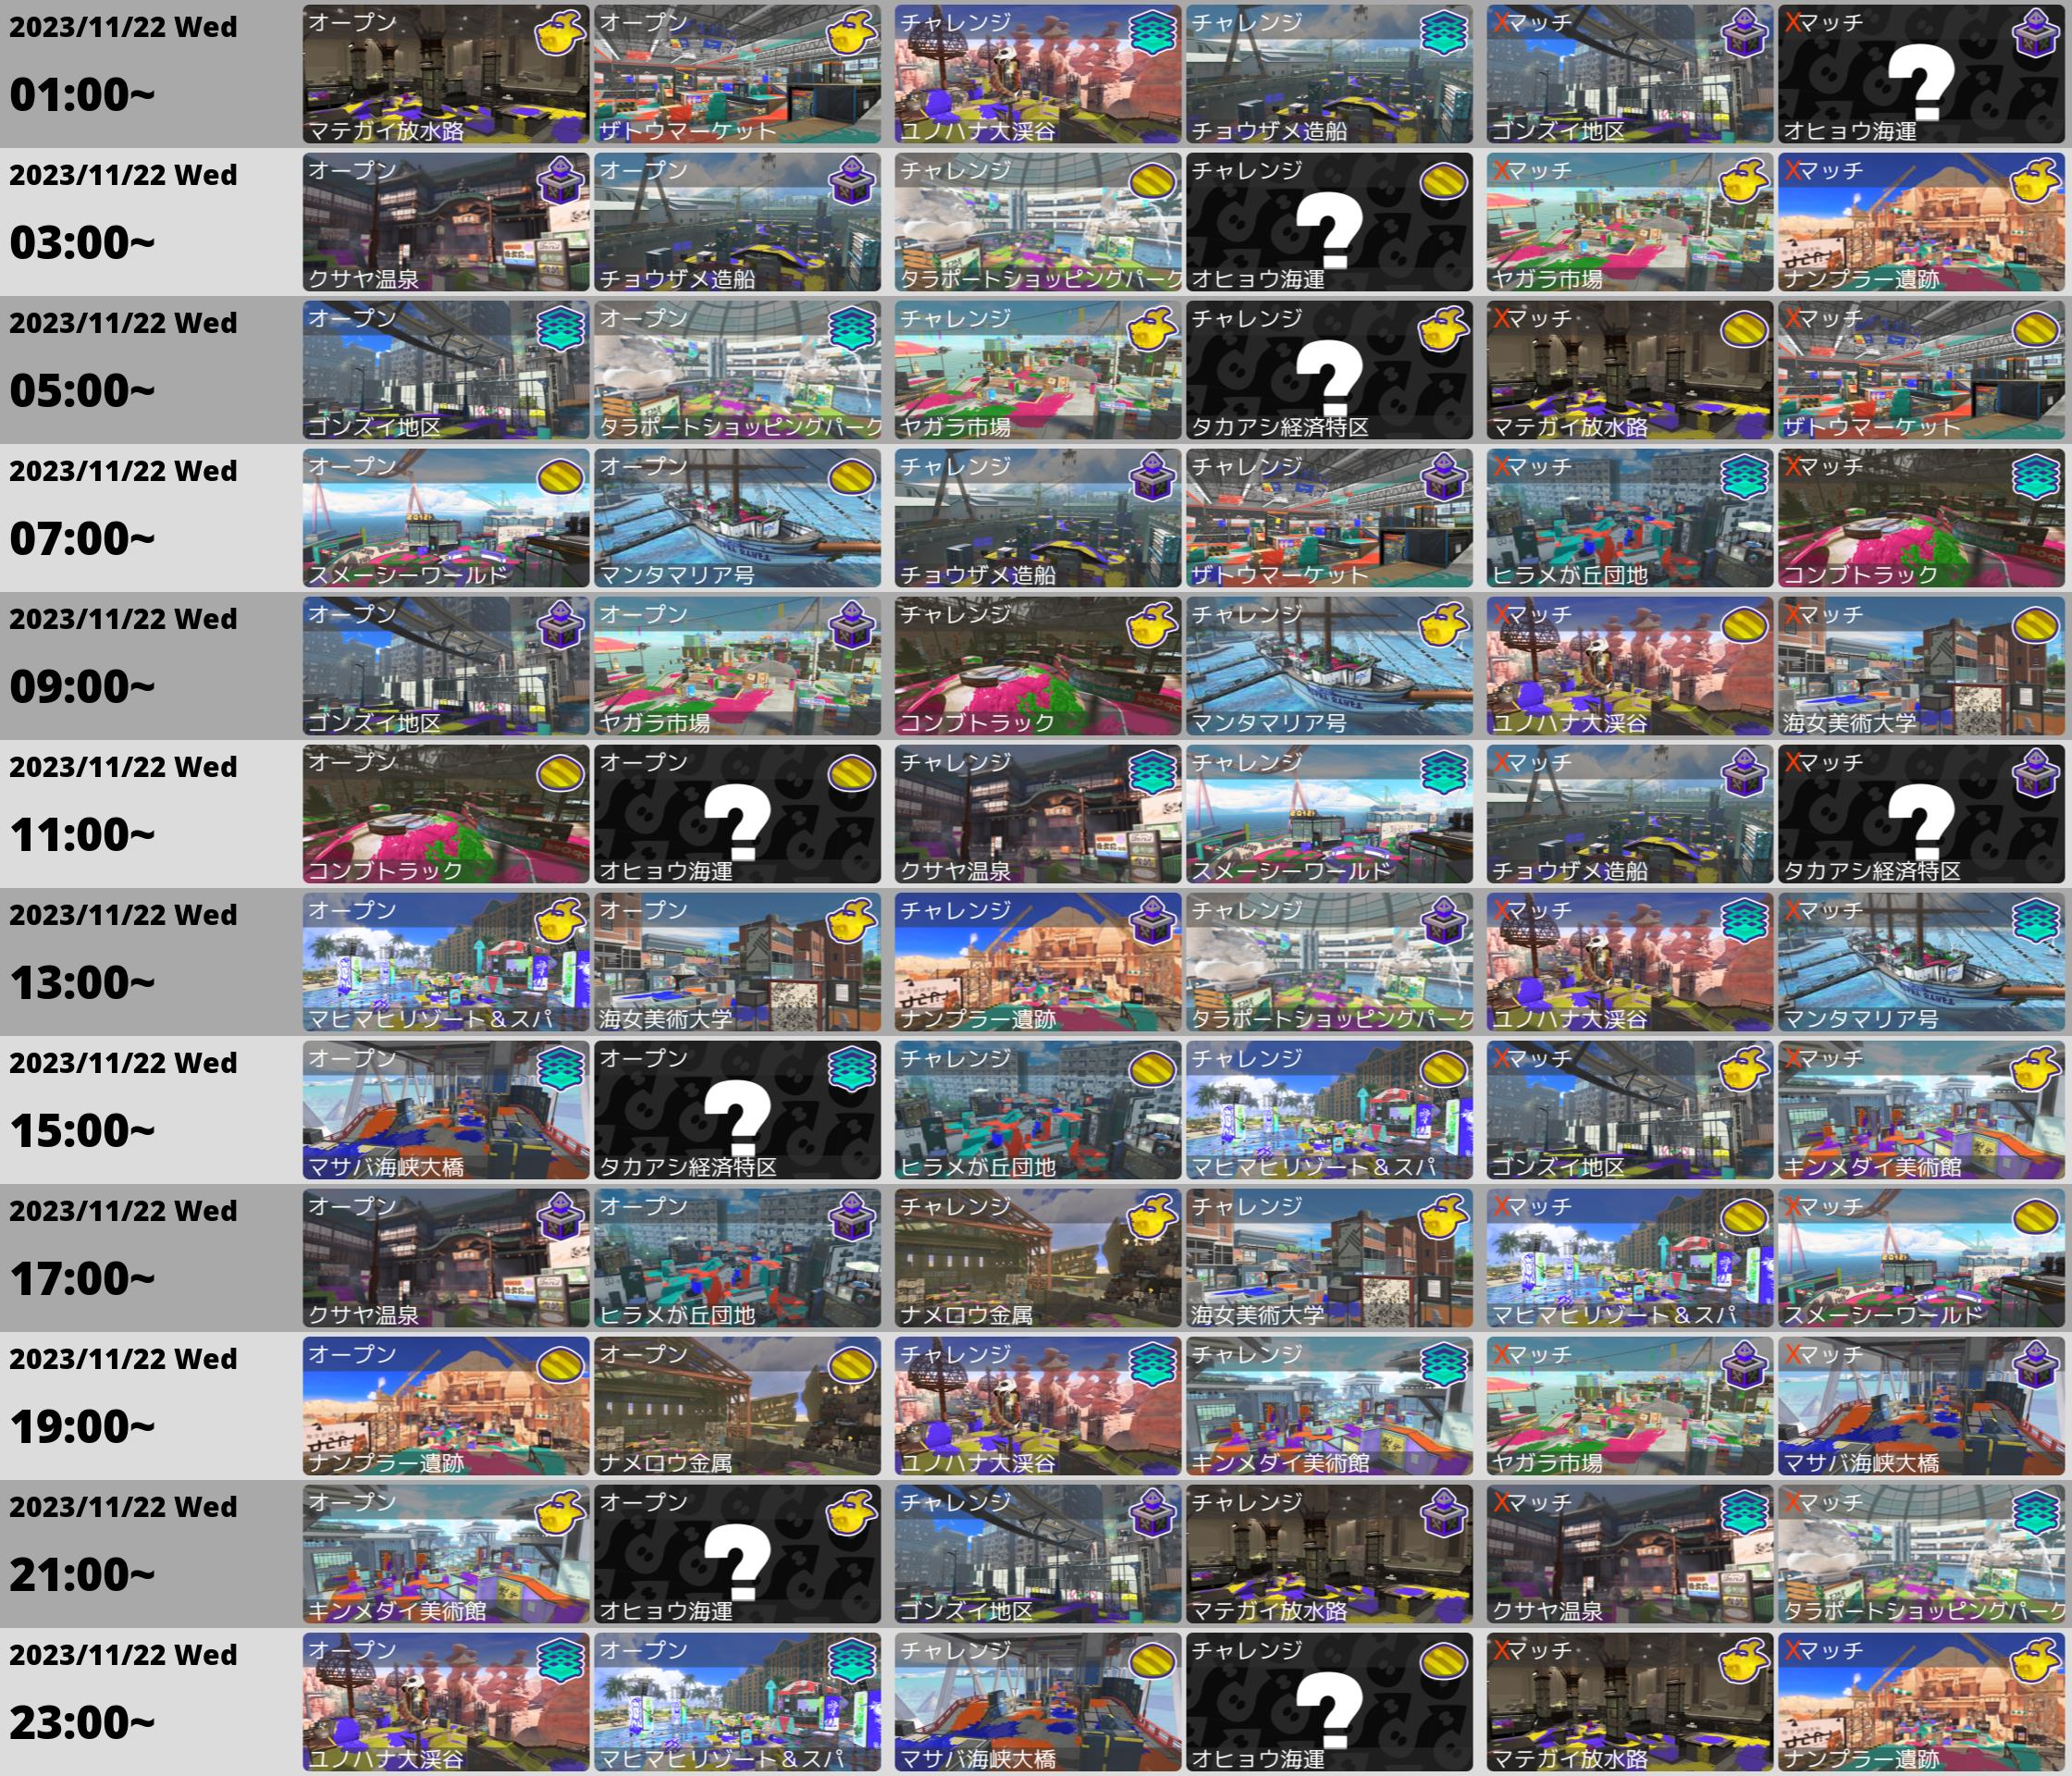 2023/11/22 Wed
01:00~
オープン
マテガイ放水路
オープン
ザトウマーケット
チャレンジ
ユノハナ大渓谷
チャレンジ
チョウザメ造船
Xマッチ
ゴンズイ地区
Xマッチ
?
オヒョウ海運
2023/11/22 Wed
03:00~
オープン
クサヤ温泉
オープン
チョウザメ造船
チャレンジ
タラポートショッピングパーク
チャレンジ
?
オヒョウ海運
Xマッチ
ヤガラ市場
Xマッチ
ナンプラー遺跡
2023/11/22 Wed
05:00~
オープン
ゴンズイ地区
オープン
タラポートショッピングパーク
チャレンジ
ヤガラ市場
チャレンジ
?
タカアシ経済特区
Xマッチ
マテガイ放水路
Xマッチ
ザトウマーケット
2023/11/22 Wed
07:00~
オープン
スメーシーワールド
オープン
マンタマリア号
チャレンジ
チョウザメ造船
チャレンジ
ザトウマーケット
Xマッチ
ヒラメが丘団地
Xマッチ
コンブトラック
2023/11/22 Wed
09:00~
オープン
ゴンズイ地区
オープン
ヤガラ市場
チャレンジ
コンブトラック
チャレンジ
マンタマリア号
Xマッチ
ユノハナ大渓谷
Xマッチ
海女美術大学
2023/11/22 Wed
11:00~
オープン
コンブトラック
オープン
?
オヒョウ海運
チャレンジ
クサヤ温泉
チャレンジ
スメーシーワールド
Xマッチ
チョウザメ造船
Xマッチ
?
タカアシ経済特区
2023/11/22 Wed
13:00~
オープン
マヒマヒリゾート＆スパ
オープン
海女美術大学
チャレンジ
ナンプラー遺跡
チャレンジ
タラポートショッピングパーク
Xマッチ
ユノハナ大渓谷
Xマッチ
マンタマリア号
2023/11/22 Wed
15:00~
オープン
マサバ海峡大橋
オープン
?
タカアシ経済特区
チャレンジ
ヒラメが丘団地
チャレンジ
マヒマヒリゾート＆スパ
Xマッチ
ゴンズイ地区
Xマッチ
キンメダイ美術館
2023/11/22 Wed
17:00~
オープン
クサヤ温泉
オープン
ヒラメが丘団地
チャレンジ
ナメロウ金属
チャレンジ
海女美術大学
Xマッチ
マヒマヒリゾート＆スパ
Xマッチ
スメーシーワールド
2023/11/22 Wed
19:00~
オープン
ナンプラー遺跡
オープン
ナメロウ金属
チャレンジ
ユノハナ大渓谷
チャレンジ
キンメダイ美術館
Xマッチ
ヤガラ市場
Xマッチ
マサバ海峡大橋
2023/11/22 Wed
21:00~
オープン
キンメダイ美術館
オープン
?
オヒョウ海運
チャレンジ
ゴンズイ地区
チャレンジ
マテガイ放水路
Xマッチ
クサヤ温泉
Xマッチ
タラポートショッピングパーク
2023/11/22 Wed
23:00~
オープン
ユノハナ大渓谷
オープン
マヒマヒリゾート＆スパ
チャレンジ
マサバ海峡大橋
チャレンジ
?
オヒョウ海運
Xマッチ
マテガイ放水路
Xマッチ
ナンプラー遺跡